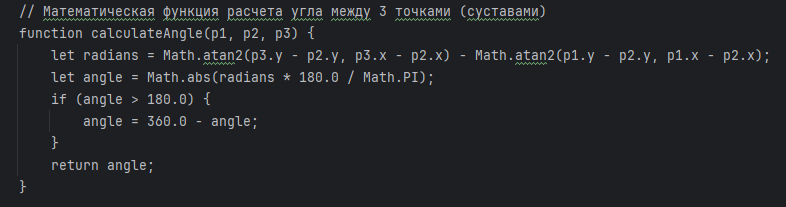 // Математическая функция расчета угла между 3 точками (суставами)
function calculateAngle(p1, p2, p3) {
    let radians = Math.atan2(p3.y - p2.y, p3.x - p2.x) - Math.atan2(p1.y - p2.y, p1.x - p2.x);
    let angle = Math.abs(radians * 180.0 / Math.PI);
    if (angle > 180.0) {
        angle = 360.0 - angle;
    }
    return angle;
}